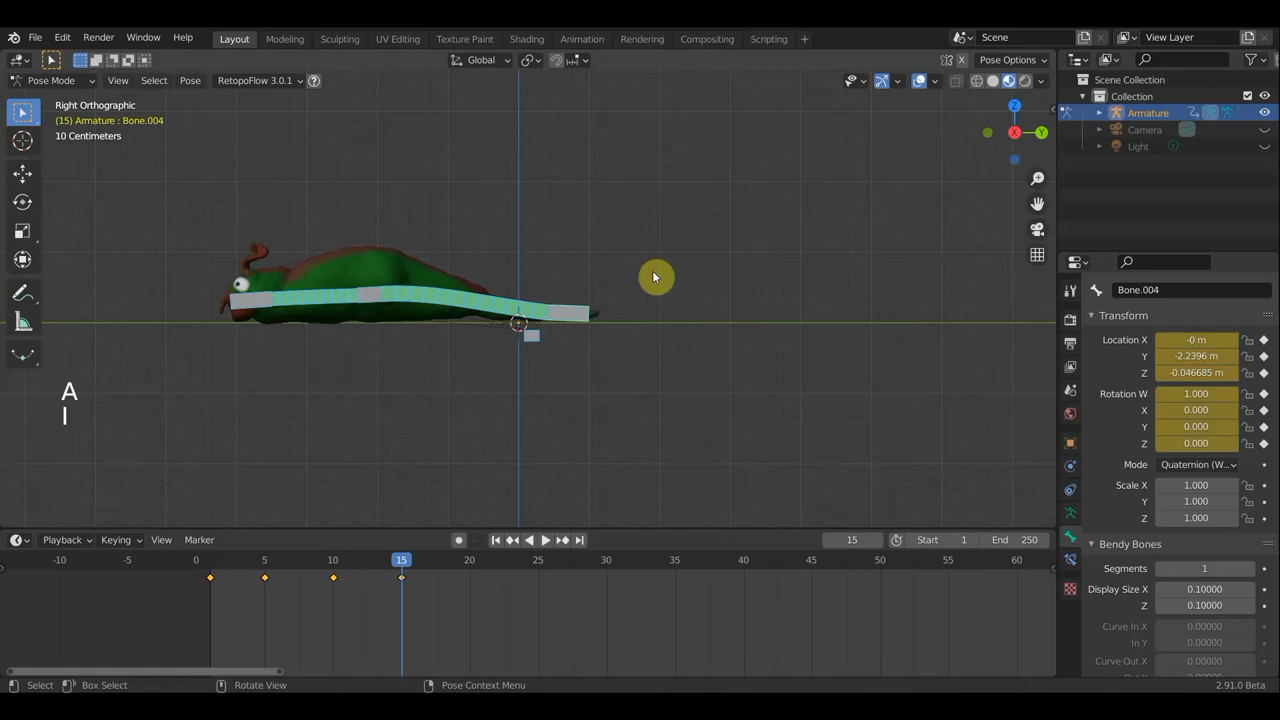 File Edit Render Window Help Layout Modeling Sculpting UV Editing Texture Paint Shading Animation Rendering Compositing Scripting + Scene View Layer
Global Pose Options
Pose Mode View Select Pose RetopoFlow 3.0.1 Scene Collection
Collection
Right Orthographic
(15) Armature : Bone.004 Armature
Z
10 Centimeters Camera
X Y
Light
Bone.004
Transform
Location X -0 m
Y -2.2396 m
Z -0.046685 m
Rotation W 1.000
A X 0.000
I Y 0.000
Z 0.000
Mode Quaternion (W...
Scale X 1.000
Y 1.000
Z 1.000
Playback Keying View Marker 15 Start 1 End 250
Bendy Bones
-10 0 5 10 15 20 25 30 35 40 45 50 55 60
Segments 1
Display Size X 0.10000
Z 0.10000
Curve In X 0.00000
In Y 0.00000
Curve Out X 0.00000
Select Box Select Rotate View Pose Context Menu 2.91.0 Beta